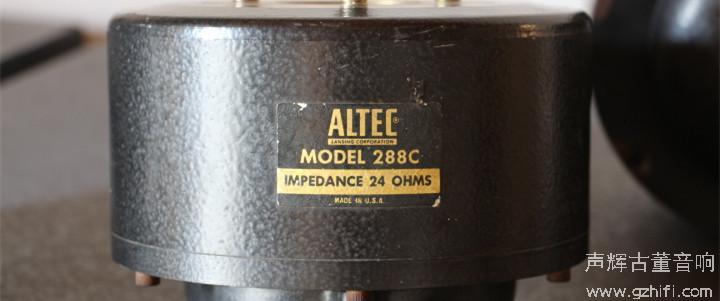 ALTEC®
LANSING CORPORATION
MODEL 288C
IMPEDANCE 24 OHMS
MADE IN U.S.A.
声辉古董音响
www.gzhifi.com